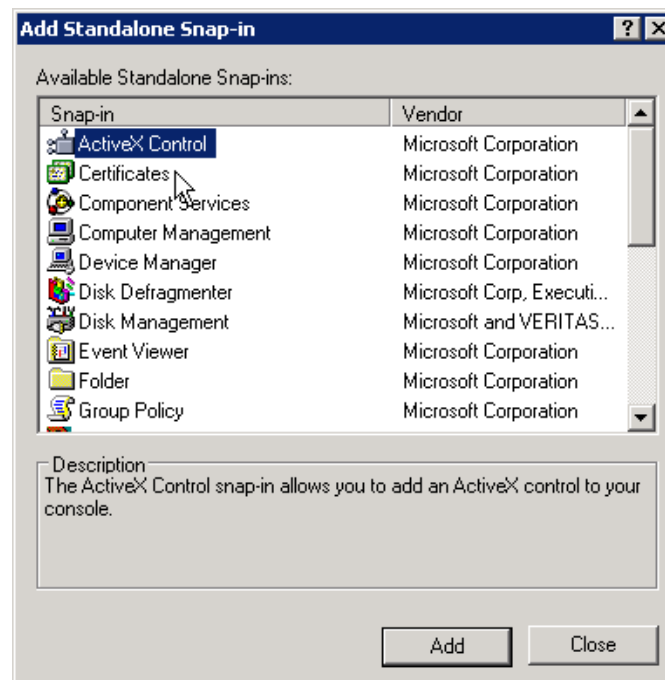 Add Standalone Snap-in
Available Standalone Snap-ins:
Snap-in Vendor
ActiveX Control Microsoft Corporation
Certificates Microsoft Corporation
Component Services Microsoft Corporation
Computer Management Microsoft Corporation
Device Manager Microsoft Corporation
Disk Defragmenter Microsoft Corp, Executi...
Disk Management Microsoft and VERITAS...
Event Viewer Microsoft Corporation
Folder Microsoft Corporation
Group Policy Microsoft Corporation
Description
The ActiveX Control snap-in allows you to add an ActiveX control to your
console.
Add Close